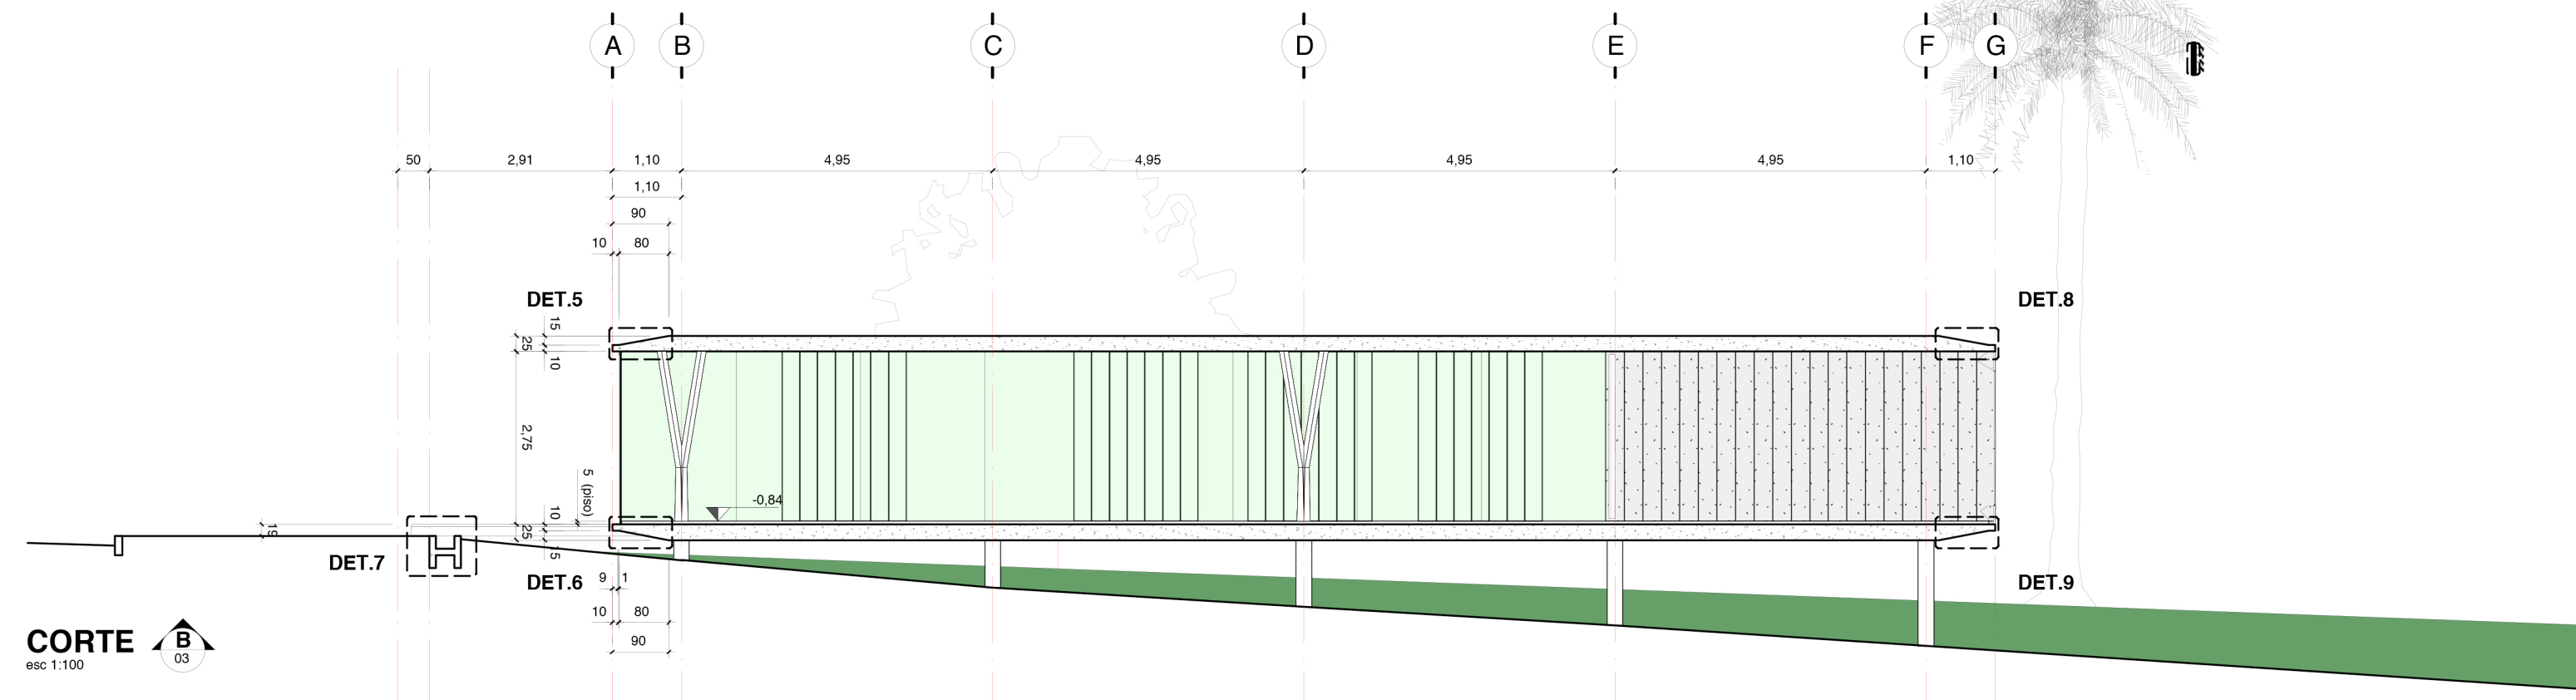 A B C D E F G
50 2,91 1,10 4,95 4,95 4,95 4,95 1,10
1,10
90
10 80
DET.5 DET.8
15
25
10
2,75
5 (piso)
-0,84
10
25
15
19
DET.7
DET.6 9 1 DET.9
10 80
90
CORTE B
03
esc 1:100